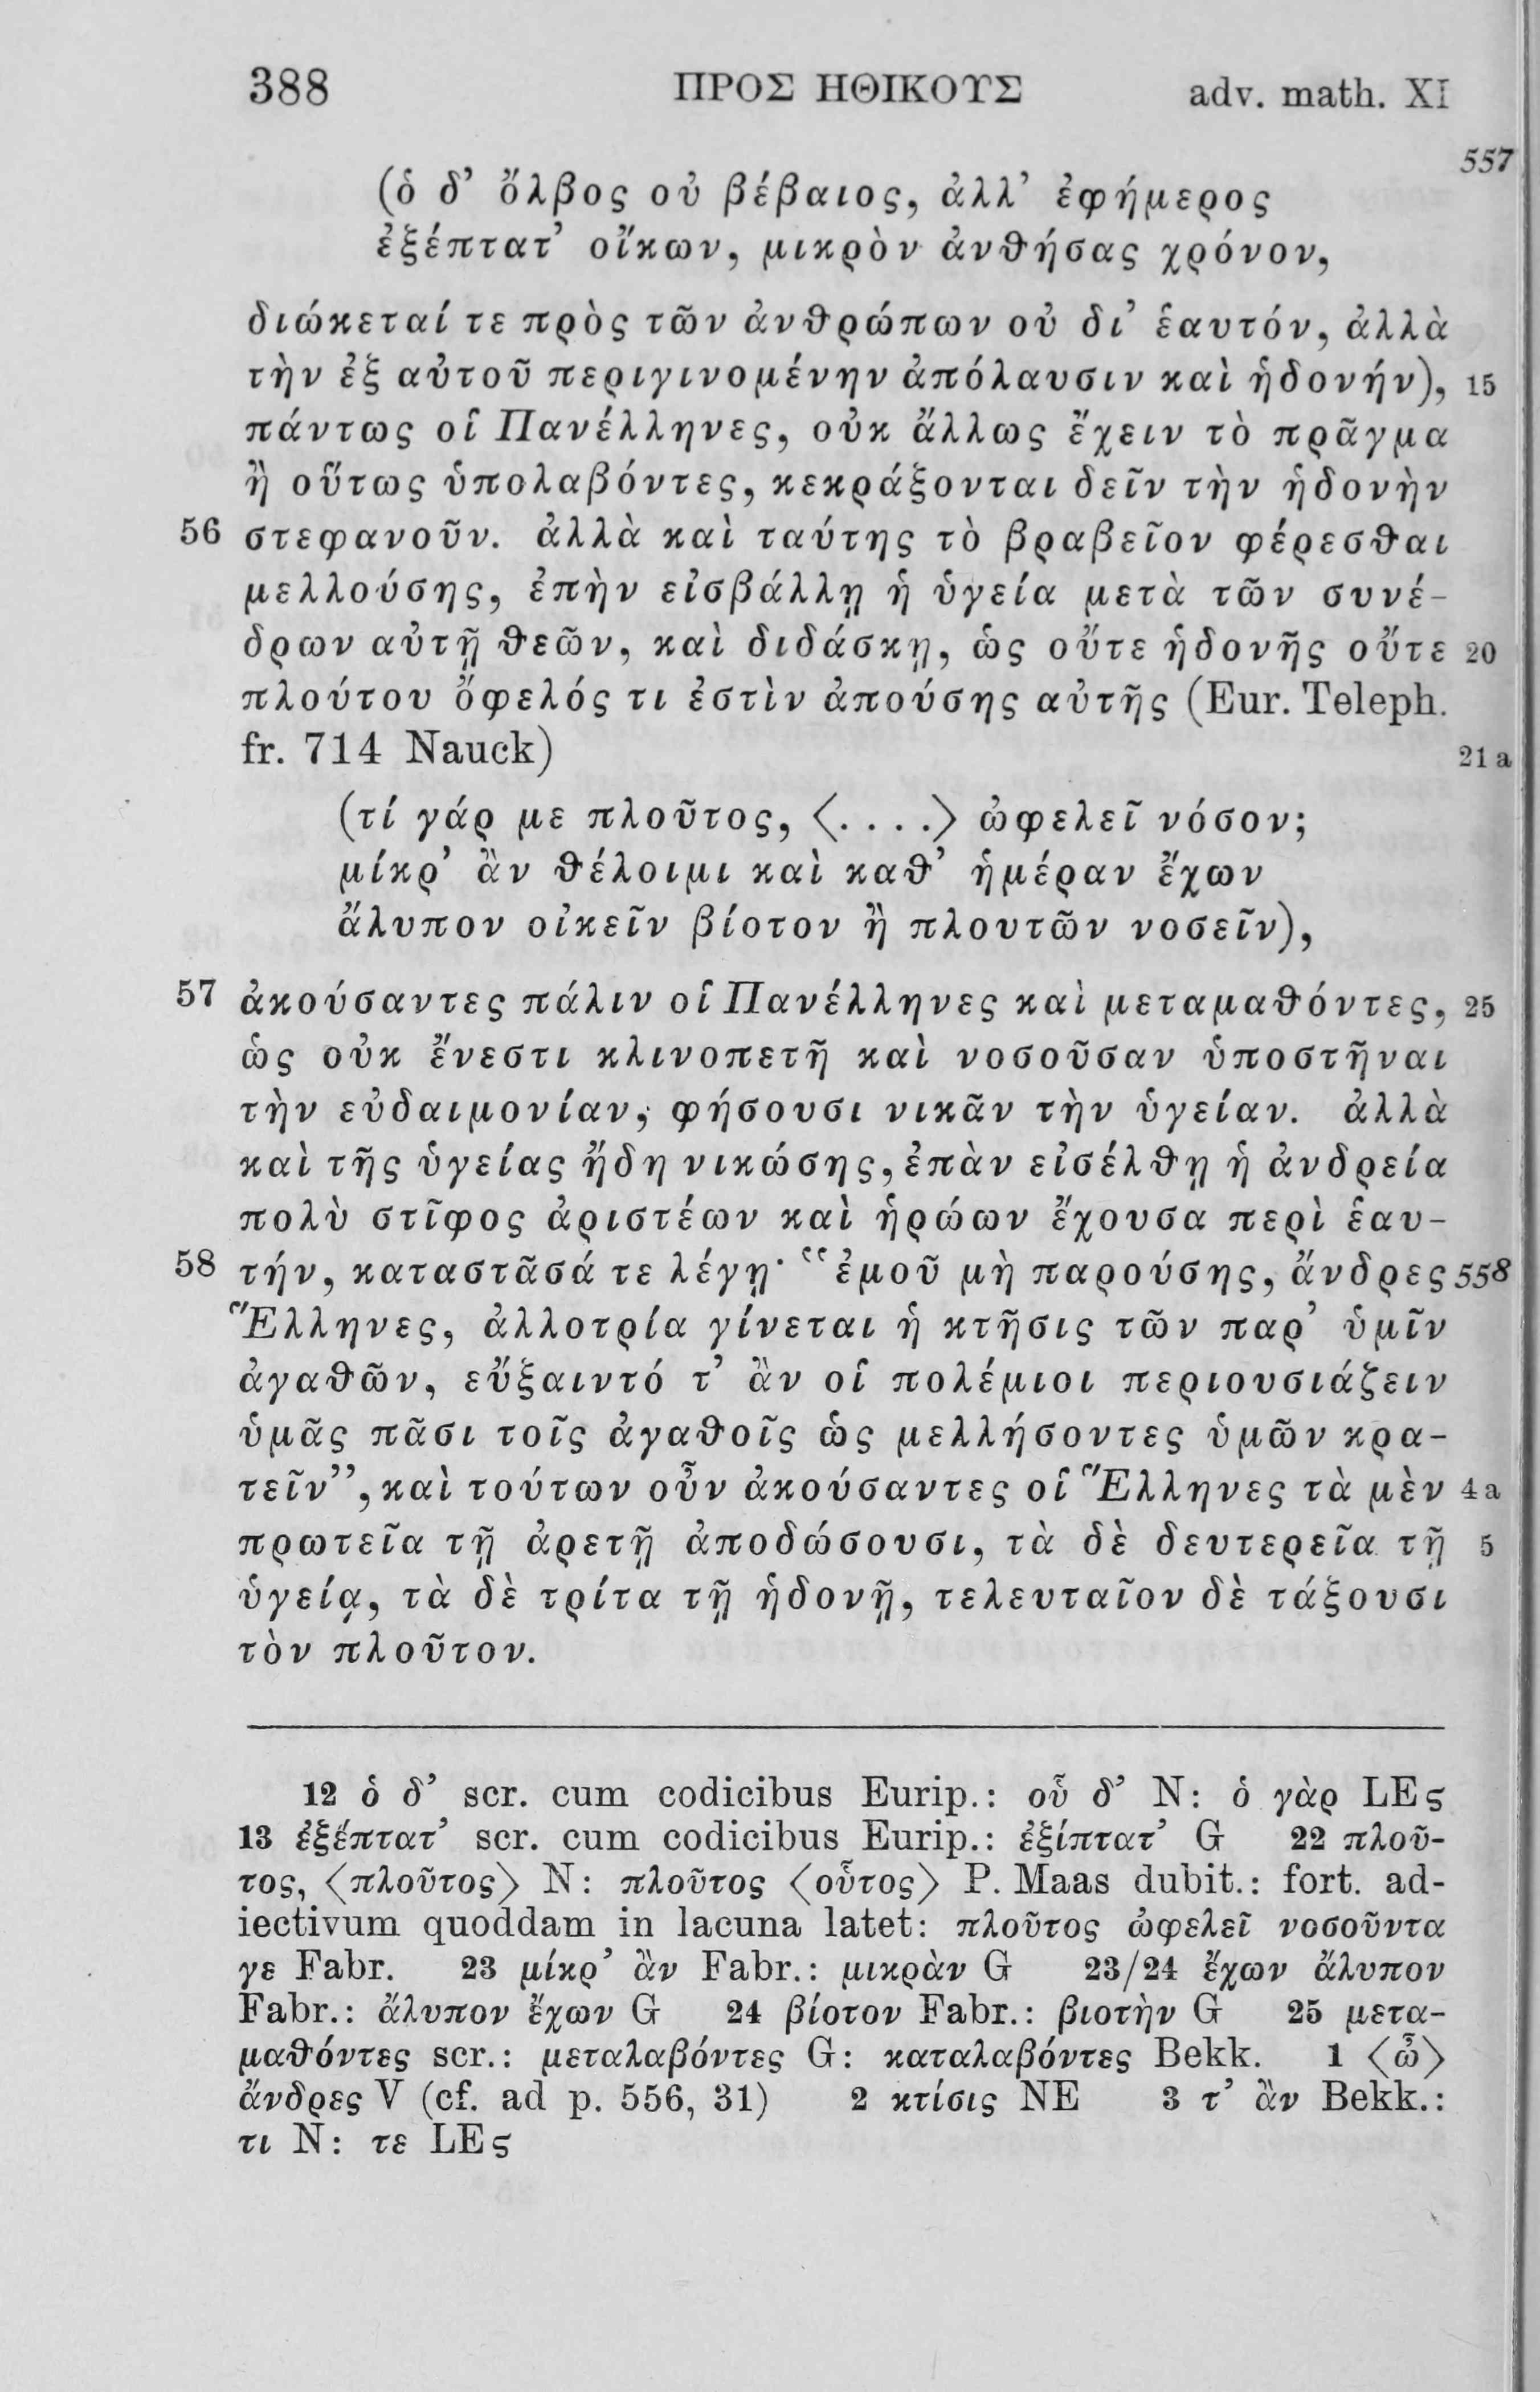 388 ΠΡΟΣ ΗΘΙΚΟΥΣ adv. math. XI
557
(ὁ δ’ ὄλβος οὐ βέβαιος, ἀλλ’ ἐφήμερος
ἐξέπτατ’ οἴκων, μικρὸν ἀνθήσας χρόνον,
διώκεταί τε πρὸς τῶν ἀνθρώπων οὐ δι’ ἑαυτόν, ἀλλὰ
τὴν ἐξ αὐτοῦ περιγινομένην ἀπόλαυσιν καὶ ἡδονήν), 15
πάντως οἱ Πανέλληνες, οὐκ ἄλλως ἔχειν τὸ πρᾶγμα
ἢ οὕτως ὑπολαβόντες, κεκράξονται δεῖν τὴν ἡδονὴν
56 στεφανοῦν. ἀλλὰ καὶ ταύτης τὸ βραβεῖον φέρεσθαι
μελλούσης, ἐπὴν εἰσβάλλῃ ἡ ὑγεία μετὰ τῶν συνέ-
δρων αὐτῇ θεῶν, καὶ διδάσκῃ, ὡς οὔτε ἡδονῆς οὔτε 20
πλούτου ὄφελός τι ἐστὶν ἀπούσης αὐτῆς (Eur. Teleph.
fr. 714 Nauck) 21 a
(τί γάρ με πλοῦτος, ⟨. . . .⟩ ὠφελεῖ νόσον;
μίκρ’ ἂν θέλοιμι καὶ καθ’ ἡμέραν ἔχων
ἄλυπον οἰκεῖν βίοτον ἢ πλουτῶν νοσεῖν),
57 ἀκούσαντες πάλιν οἱ Πανέλληνες καὶ μεταμαθόντες, 25
ὡς οὐκ ἔνεστι κλινοπετῆ καὶ νοσοῦσαν ὑποστῆναι
τὴν εὐδαιμονίαν, φήσουσι νικᾶν τὴν ὑγείαν. ἀλλὰ
καὶ τῆς ὑγείας ἤδη νικώσης, ἐπὰν εἰσέλθῃ ἡ ἀνδρεία
πολὺ στῖφος ἀριστέων καὶ ἡρώων ἔχουσα περὶ ἑαυ-
58 τήν, καταστᾶσά τε λέγῃ· “ἐμοῦ μὴ παρούσης, ἄνδρες 558
Ἕλληνες, ἀλλοτρία γίνεται ἡ κτῆσις τῶν παρ’ ὑμῖν
ἀγαθῶν, εὔξαιντό τ’ ἂν οἱ πολέμιοι περιουσιάζειν
ὑμᾶς πᾶσι τοῖς ἀγαθοῖς ὡς μελλήσοντες ὑμῶν κρα-
τεῖν”, καὶ τούτων οὖν ἀκούσαντες οἱ Ἕλληνες τὰ μὲν 4 a
πρωτεῖα τῇ ἀρετῇ ἀποδώσουσι, τὰ δὲ δευτερεῖα τῇ 5
ὑγείᾳ, τὰ δὲ τρίτα τῇ ἡδονῇ, τελευταῖον δὲ τάξουσι
τὸν πλοῦτον.
12 ὁ δ’ scr. cum codicibus Eurip.: οὗ δ’ N: ὁ γὰρ LEς
13 ἐξέπτατ’ scr. cum codicibus Eurip.: ἐξίπτατ’ G 22 πλοῦ-
τος, ⟨πλοῦτος⟩ N: πλοῦτος ⟨οὗτος⟩ P. Maas dubit.: fort. ad-
iectivum quoddam in lacuna latet: πλοῦτος ὠφελεῖ νοσοῦντα
γε Fabr. 23 μίκρ’ ἂν Fabr.: μικρὰν G 23/24 ἔχων ἄλυπον
Fabr.: ἄλυπον ἔχων G 24 βίοτον Fabr.: βιοτὴν G 25 μετα-
μαθόντες scr.: μεταλαβόντες G: καταλαβόντες Bekk. 1 ⟨ὦ⟩
ἄνδρες V (cf. ad p. 556, 31) 2 κτίσις NE 3 τ’ ἂν Bekk.:
τι N: τε LEς